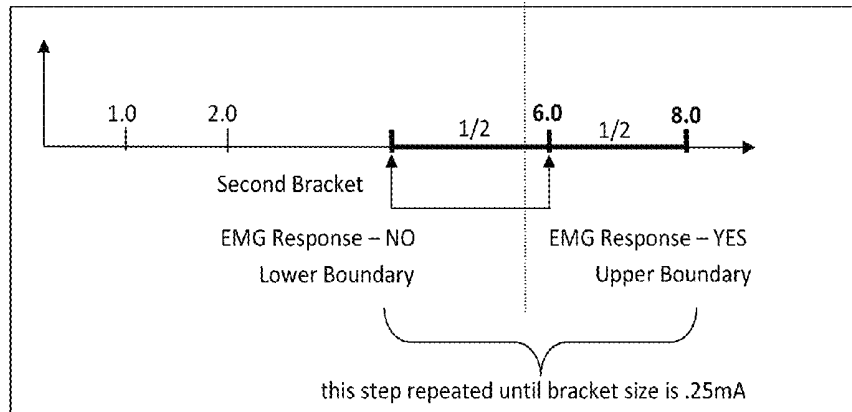 1.0 2.0 1/2 6.0 1/2 8.0
Second Bracket
EMG Response – NO EMG Response – YES
Lower Boundary Upper Boundary
this step repeated until bracket size is .25mA